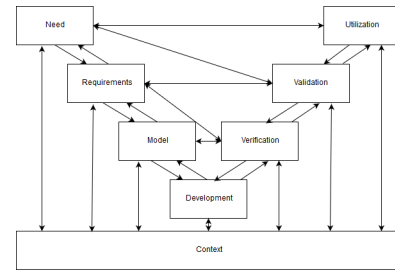 Need
Utilization
Requirements
Validation
Model
Verification
Development
Context